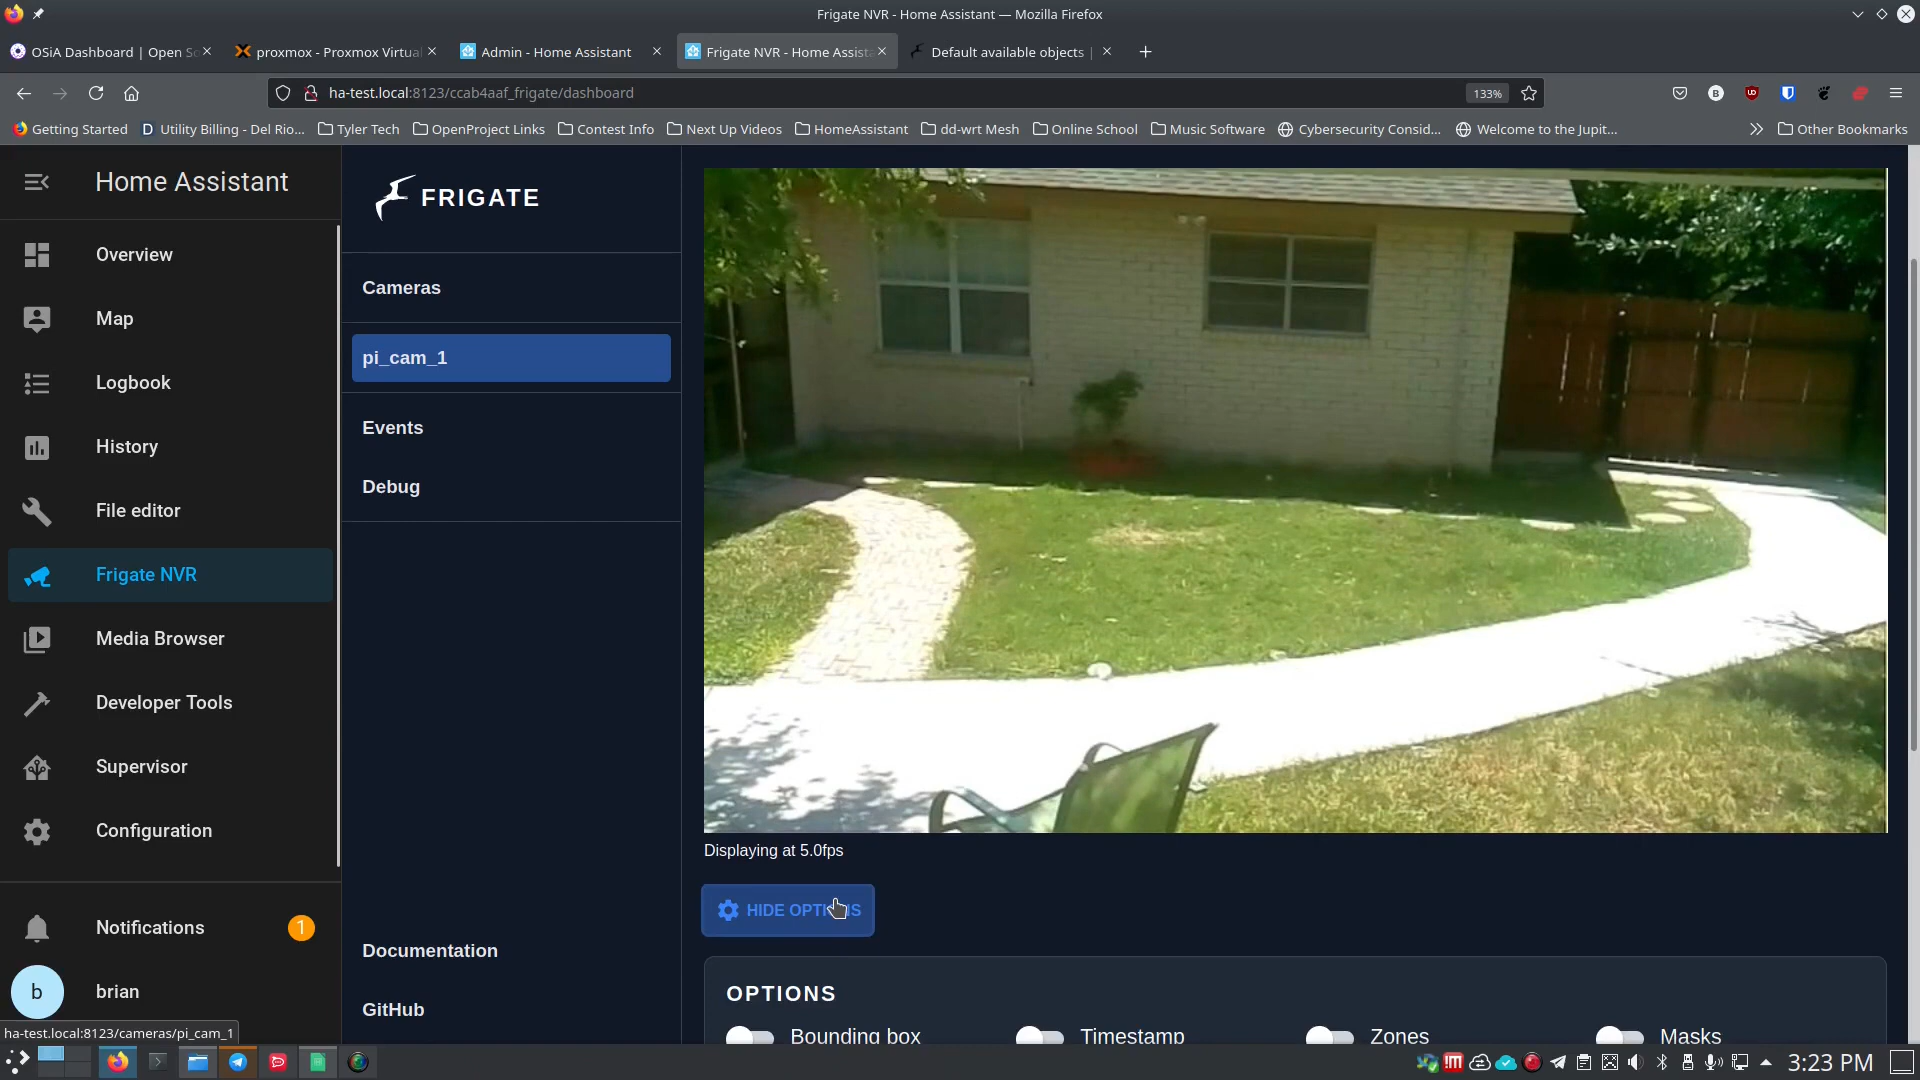 Frigate NVR - Home Assistant — Mozilla Firefox
OSiA Dashboard | Open S
proxmox - Proxmox Virtua
Admin - Home Assistant
Frigate NVR - Home Assista
Default available objects |
ha-test.local:8123/ccab4aaf_frigate/dashboard
133%
Getting Started
Utility Billing - Del Rio...
Tyler Tech
OpenProject Links
Contest Info
Next Up Videos
HomeAssistant
dd-wrt Mesh
Online School
Music Software
Cybersecurity Consid...
Welcome to the Jupit...
Other Bookmarks
Home Assistant
Overview
Map
Logbook
History
File editor
Frigate NVR
Media Browser
Developer Tools
Supervisor
Configuration
Notifications
1
b
brian
ha-test.local:8123/cameras/pi_cam_1
FRIGATE
Cameras
pi_cam_1
Events
Debug
Documentation
GitHub
Displaying at 5.0fps
HIDE OPTIONS
OPTIONS
Bounding box
Timestamp
Zones
Masks
3:23 PM